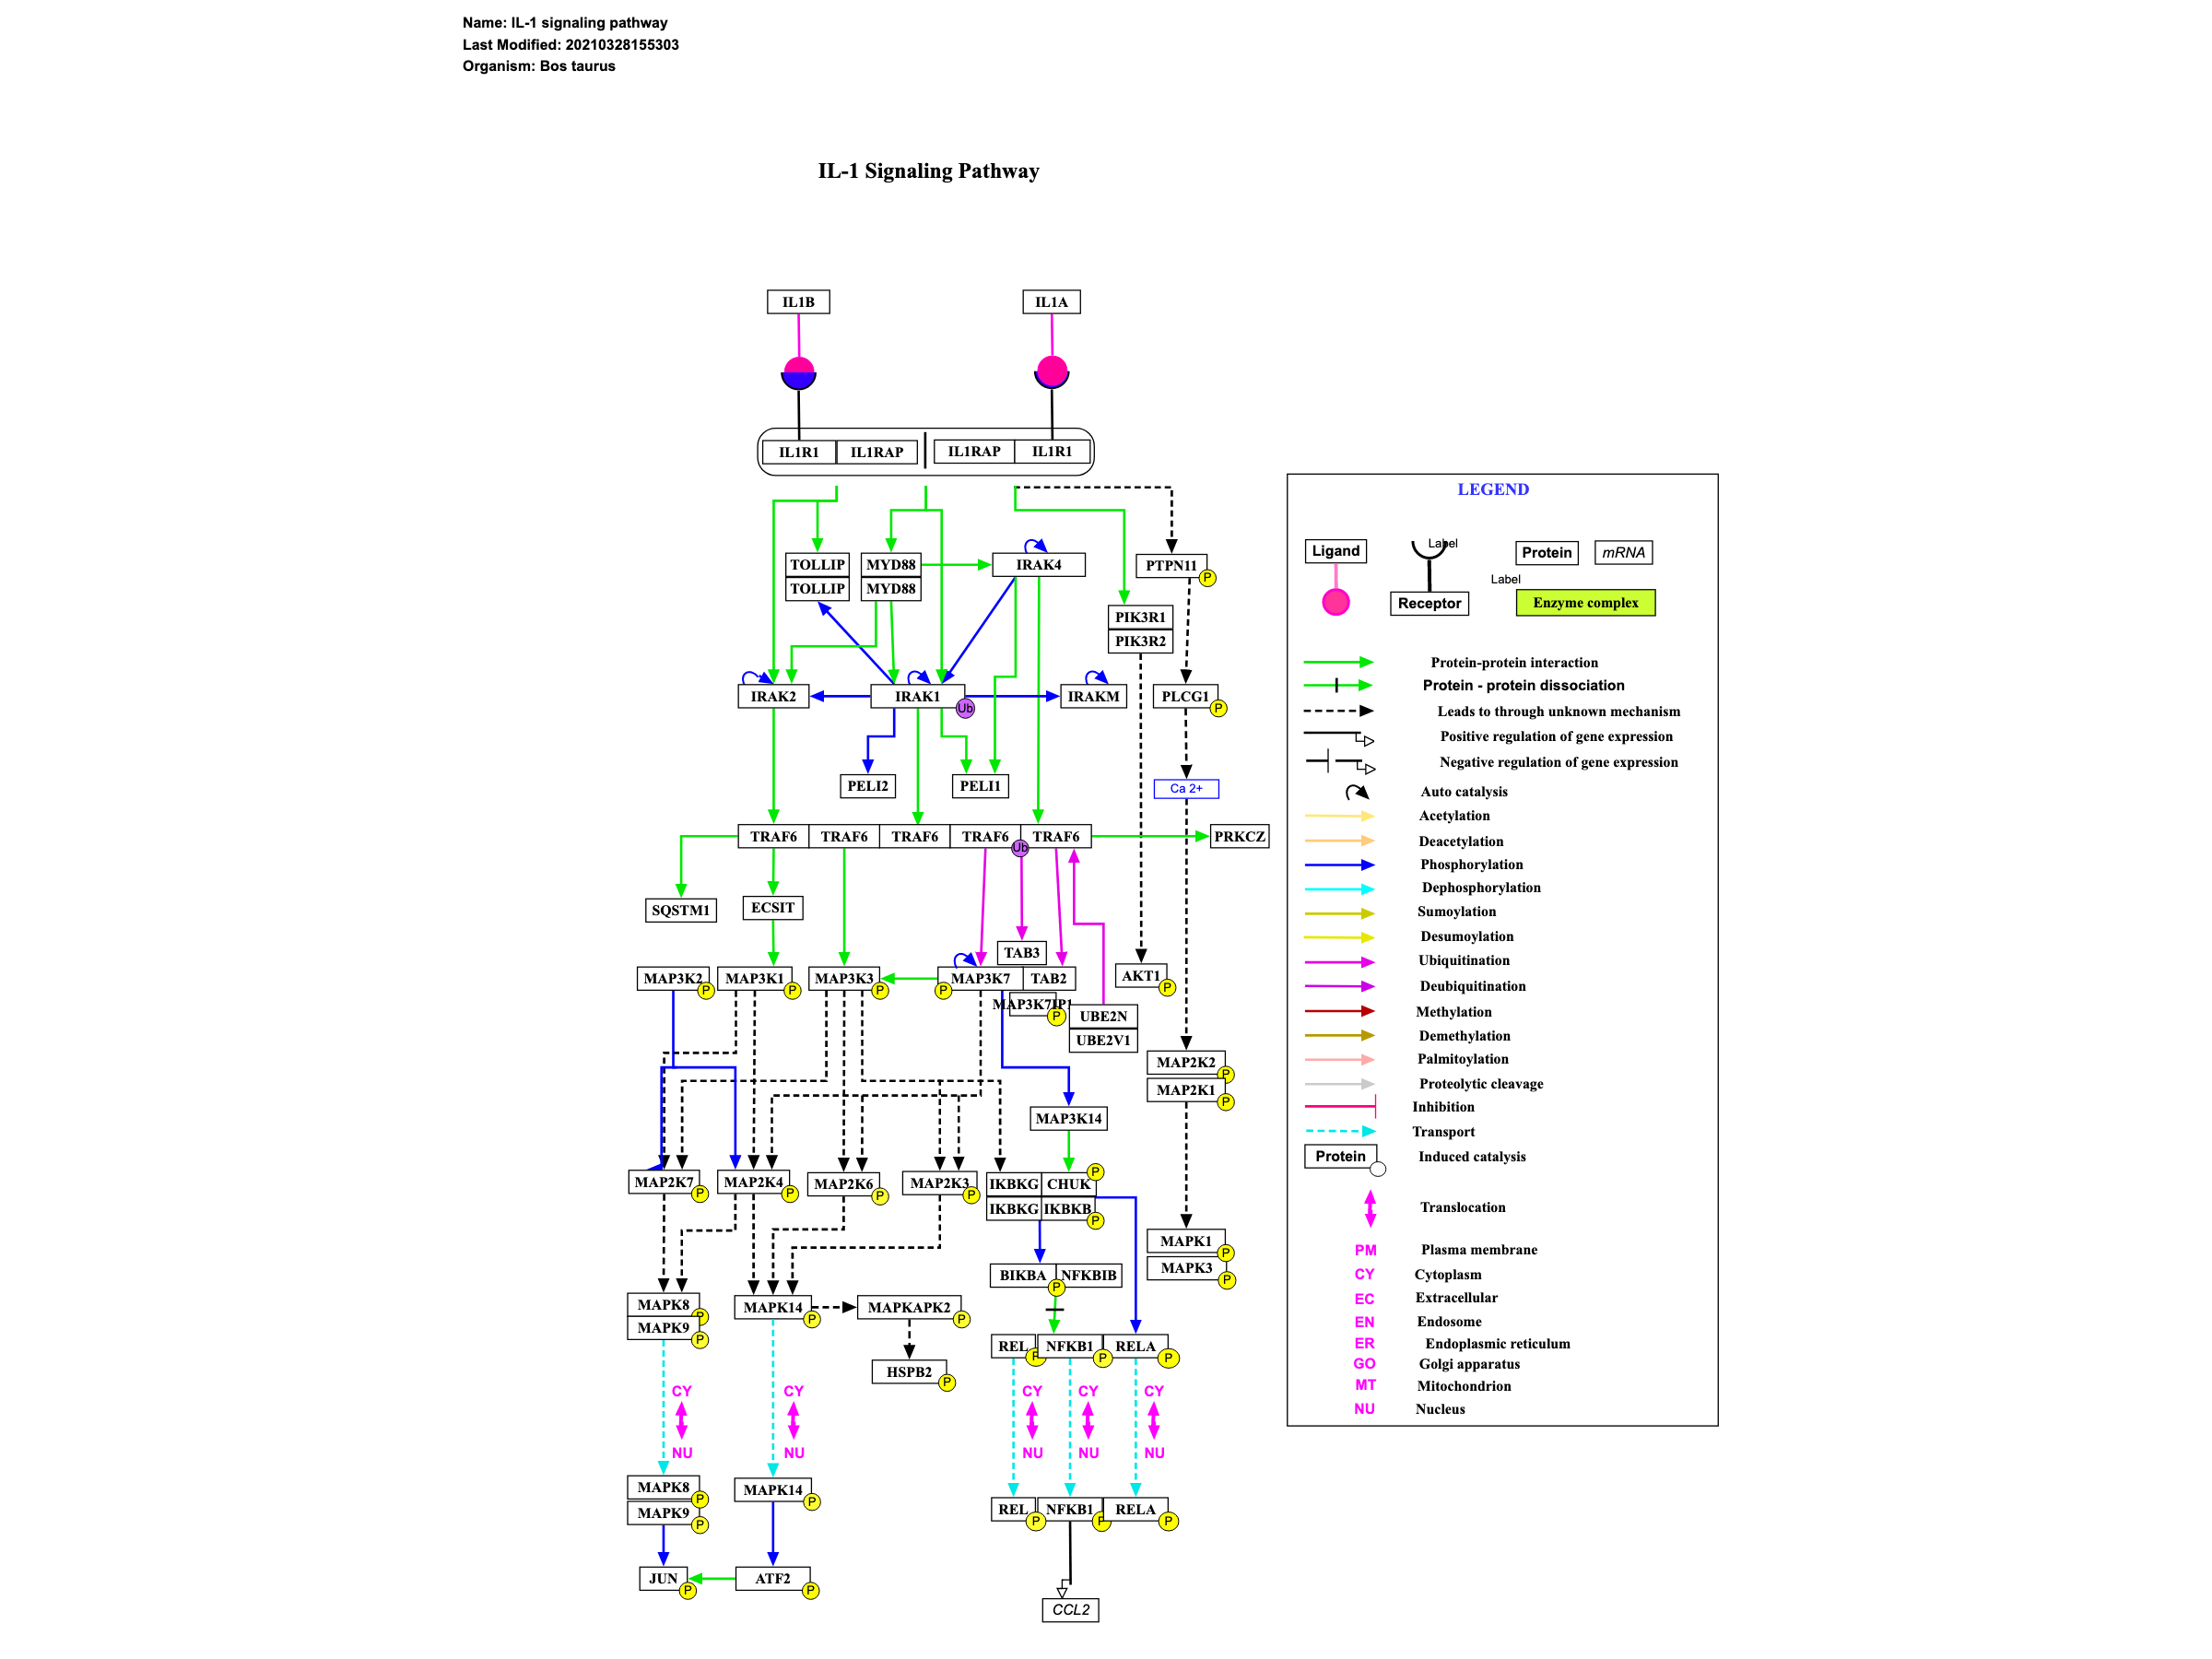 Name: IL-1 signaling pathway
Last Modified: 20210328155303
Organism: Bos taurus
IL-1 Signaling Pathway
IL1B
IL1A
IL1R1
IL1RAP
IL1RAP
IL1R1
TOLLIP
MYD88
IRAK4
PTPN11
P
TOLLIP
MYD88
PIK3R1
PIK3R2
IRAK2
IRAK1
Ub
IRAKM
PLCG1
P
PELI2
PELI1
Ca 2+
TRAF6
TRAF6
TRAF6
TRAF6
TRAF6
Ub
PRKCZ
SQSTM1
ECSIT
TAB3
MAP3K2
P
MAP3K1
P
MAP3K3
P
MAP3K7
P
TAB2
AKT1
P
MAP3K7IP1
P
UBE2N
UBE2V1
MAP2K2
P
MAP2K1
P
MAP3K14
MAP2K7
P
MAP2K4
P
MAP2K6
P
MAP2K3
P
IKBKG
CHUK
P
IKBKG
IKBKB
P
MAPK1
P
MAPK3
P
BIKBA
P
NFKBIB
MAPK8
P
MAPK9
P
MAPK14
P
MAPKAPK2
P
HSPB2
P
REL
P
NFKB1
P
RELA
P
CY
CY
CY
CY
CY
NU
NU
NU
NU
NU
MAPK8
P
MAPK9
P
MAPK14
P
REL
P
NFKB1
P
RELA
P
JUN
P
ATF2
P
CCL2
LEGEND
Ligand
Label
Receptor
Protein
mRNA
Label
Enzyme complex
Protein-protein interaction
Protein - protein dissociation
Leads to through unknown mechanism
Positive regulation of gene expression
Negative regulation of gene expression
Auto catalysis
Acetylation
Deacetylation
Phosphorylation
Dephosphorylation
Sumoylation
Desumoylation
Ubiquitination
Deubiquitination
Methylation
Demethylation
Palmitoylation
Proteolytic cleavage
Inhibition
Transport
Protein
Induced catalysis
Translocation
PM Plasma membrane
CY Cytoplasm
EC Extracellular
EN Endosome
ER Endoplasmic reticulum
GO Golgi apparatus
MT Mitochondrion
NU Nucleus